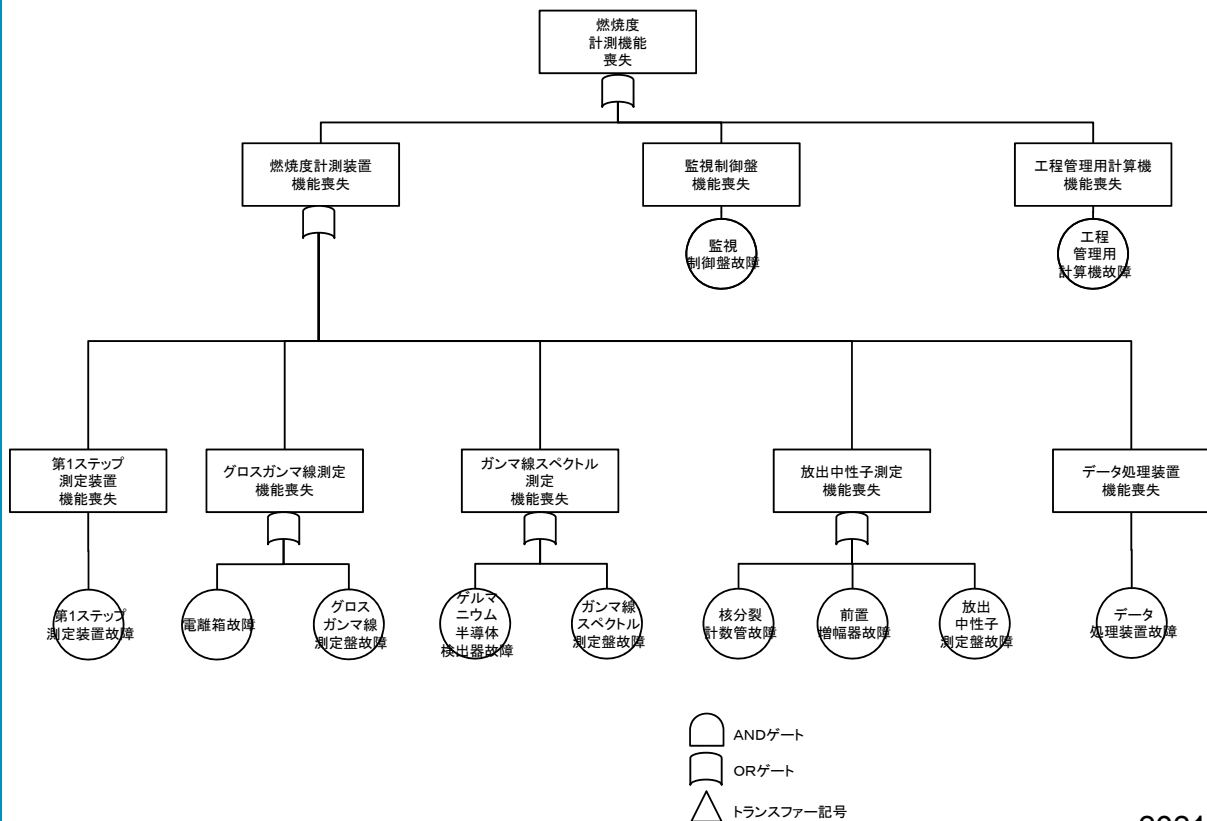 燃焼度
計測機能
喪失
燃焼度計測装置
機能喪失
監視制御盤
機能喪失
工程管理用計算機
機能喪失
監視
制御盤故障
工程
管理用
計算機故障
第1ステップ
測定装置
機能喪失
グロスガンマ線測定
機能喪失
ガンマ線スペクトル
測定
機能喪失
放出中性子測定
機能喪失
データ処理装置
機能喪失
第1ステップ
測定装置故障
電離箱故障
グロス
ガンマ線
測定盤故障
ゲルマ
ニウム
半導体
検出器故障
ガンマ線
スペクトル
測定盤故障
核分裂
計数管故障
前置
増幅器故障
放出
中性子
測定盤故障
データ
処理装置故障
ANDゲート
ORゲート
トランスファー記号